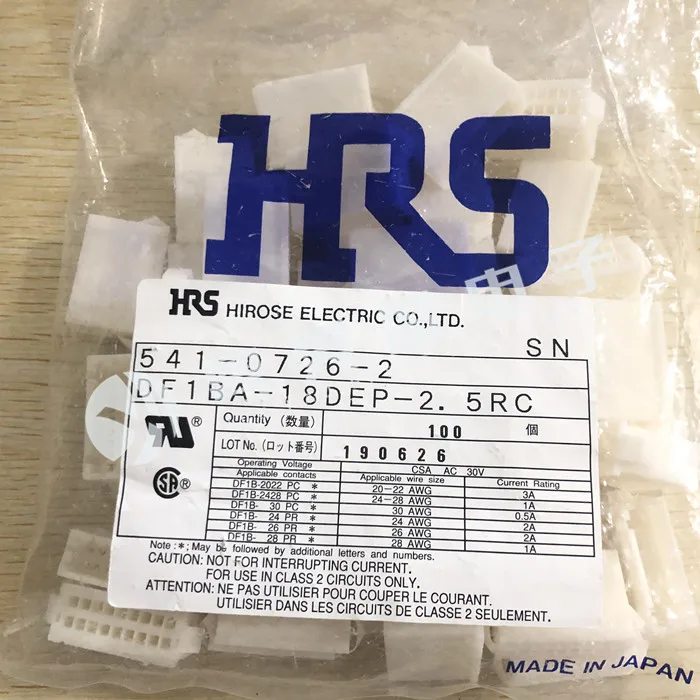 HRS
HRS HIROSE ELECTRIC CO.,LTD.
SN
541-0726-2
DF1BA-18DEP-2.5RC
Quantity (数量) 100 個
LOT No. (ロット番号) 190626
Operating Voltage CSA AC 30V
Applicable contacts Applicable wire size Current Rating
DF1B-2022 PC * 20-22 AWG 3A
DF1B-2428 PC * 24-28 AWG 1A
DF1B- 30 PC * 30 AWG 0.5A
DF1B- 24 PR * 24 AWG 2A
DF1B- 26 PR * 26 AWG 2A
DF1B- 28 PR * 28 AWG 1A
Note : *; May be followed by additional letters and numbers.
CAUTION: NOT FOR INTERRUPTING CURRENT.
FOR USE IN CLASS 2 CIRCUITS ONLY.
ATTENTION: NE PAS UTILISER POUR COUPER LE COURANT.
UTILISIER DANS LES CIRCUITS DE CLASSE 2 SEULEMENT.
MADE IN JAPAN
电子